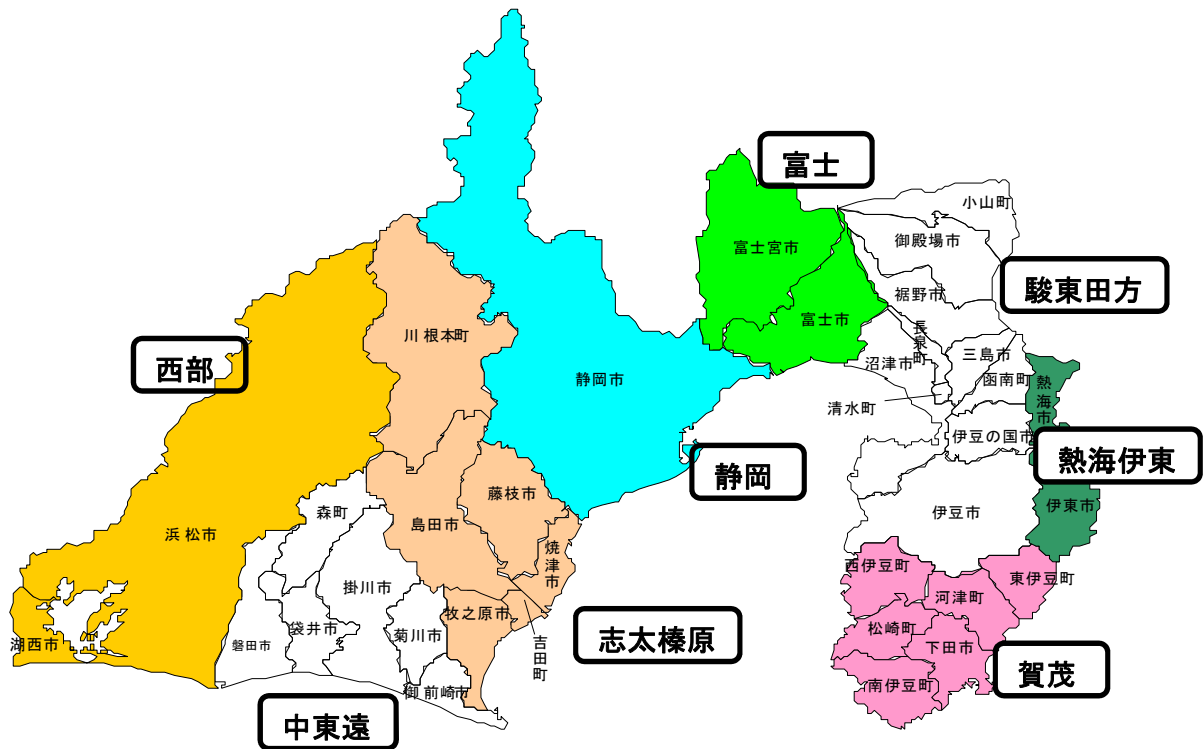 富士
小山町
御殿場市
富士宮市
駿東田方
裾野市
富士市
川根本町
長泉町
三島市
沼津市
西部
静岡市
函南町
熱海市
清水町
伊豆の国市
熱海伊東
静岡
藤枝市
森町
島田市
伊東市
伊豆市
浜松市
焼津市
西伊豆町
東伊豆町
掛川市
河津町
牧之原市
袋井市
菊川市
松崎町
志太榛原
湖西市
磐田市
吉田町
下田市
賀茂
南伊豆町
御前崎市
中東遠